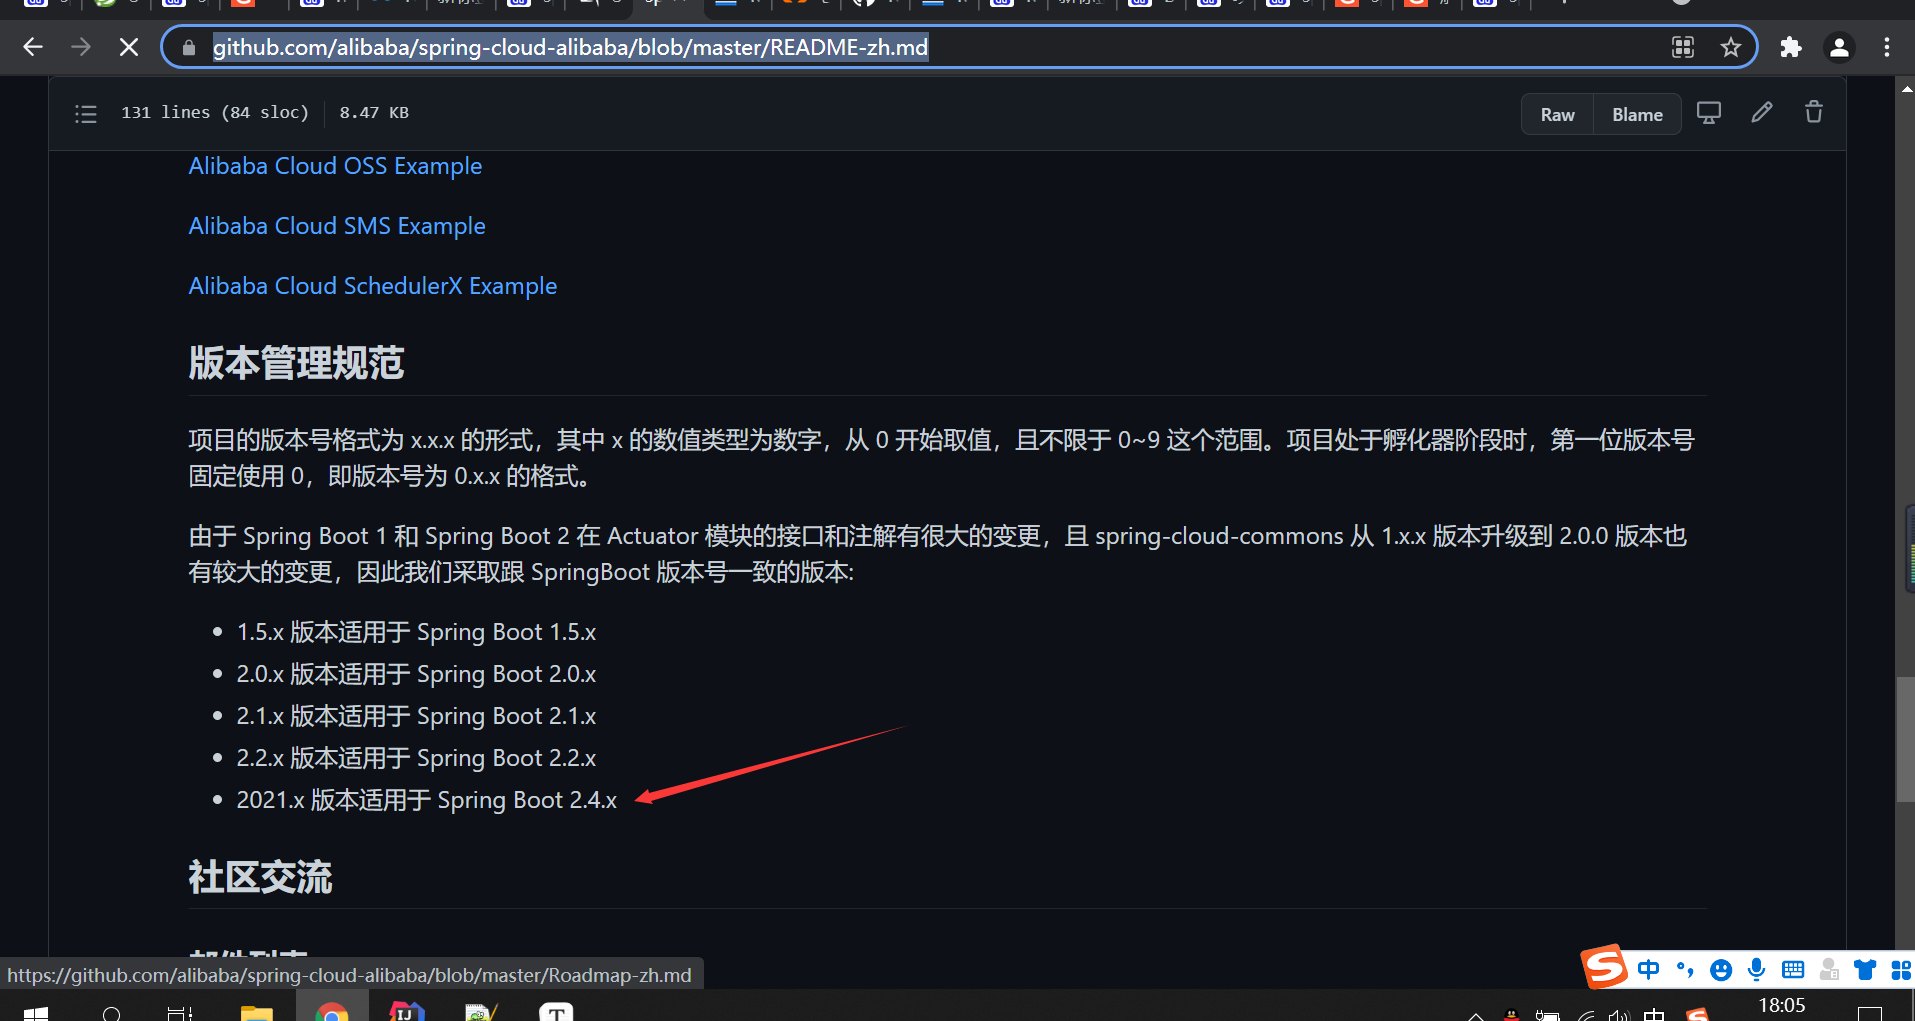 github.com/alibaba/spring-cloud-alibaba/blob/master/README-zh.md
131 lines (84 sloc) 8.47 KB
Raw Blame
Alibaba Cloud OSS Example
Alibaba Cloud SMS Example
Alibaba Cloud SchedulerX Example
版本管理规范
项目的版本号格式为 x.x.x 的形式，其中 x 的数值类型为数字，从 0 开始取值，且不限于 0~9 这个范围。项目处于孵化器阶段时，第一位版本号
固定使用 0，即版本号为 0.x.x 的格式。
由于 Spring Boot 1 和 Spring Boot 2 在 Actuator 模块的接口和注解有很大的变更，且 spring-cloud-commons 从 1.x.x 版本升级到 2.0.0 版本也
有较大的变更，因此我们采取跟 SpringBoot 版本号一致的版本:
1.5.x 版本适用于 Spring Boot 1.5.x
2.0.x 版本适用于 Spring Boot 2.0.x
2.1.x 版本适用于 Spring Boot 2.1.x
2.2.x 版本适用于 Spring Boot 2.2.x
2021.x 版本适用于 Spring Boot 2.4.x
社区交流
https://github.com/alibaba/spring-cloud-alibaba/blob/master/Roadmap-zh.md
中
18:05